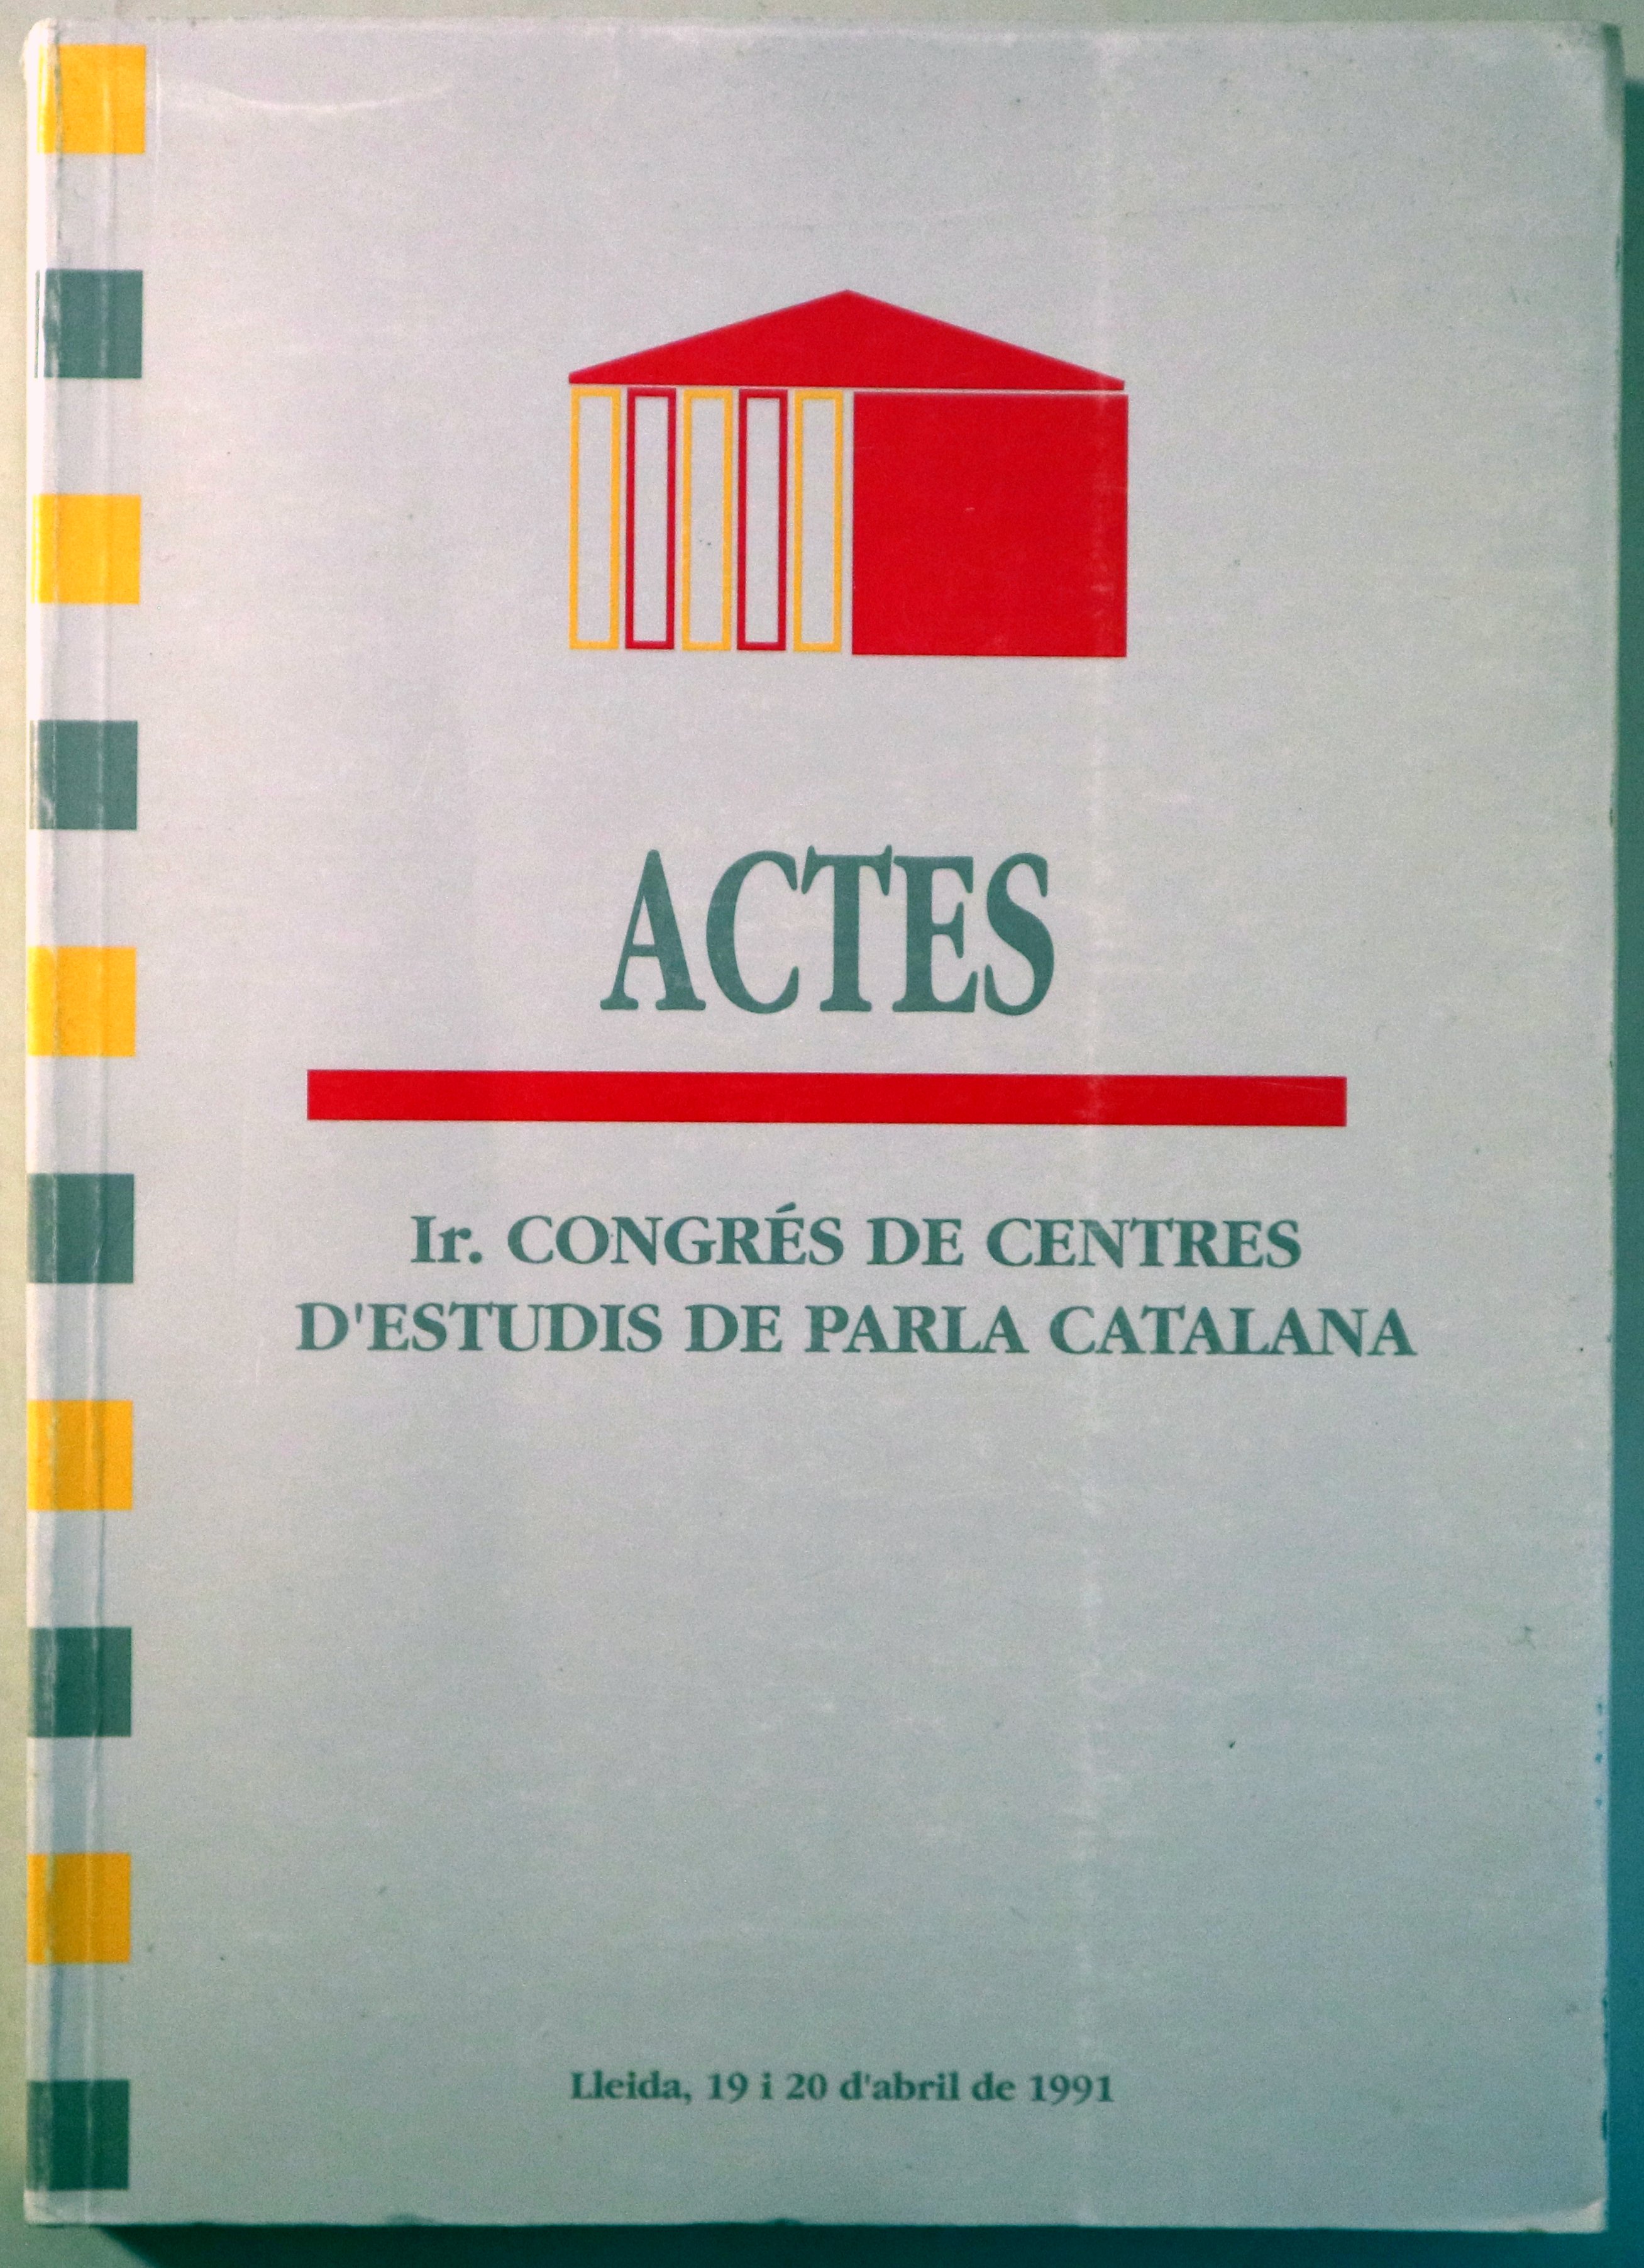 ACTES
Ir. CONGRÉS DE CENTRES
D'ESTUDIS DE PARLA CATALANA
Lleida, 19 i 20 d'abril de 1991